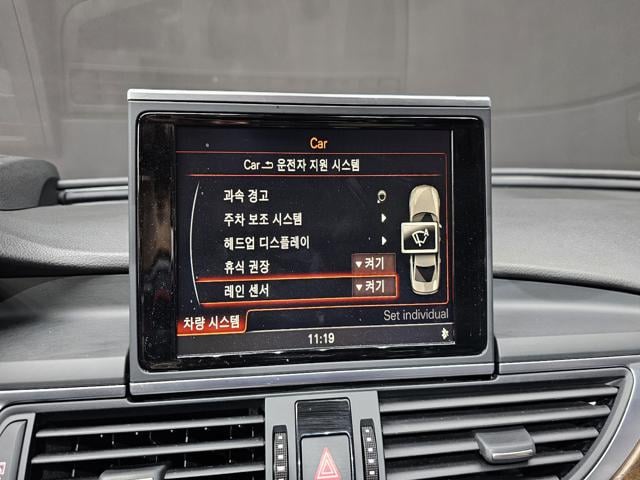 Car
Car 운전자 지원 시스템
과속 경고
주차 보조 시스템
헤드업 디스플레이
휴식 권장 ▼켜기
레인 센서 ▼켜기
차량 시스템 Set individual
11:19